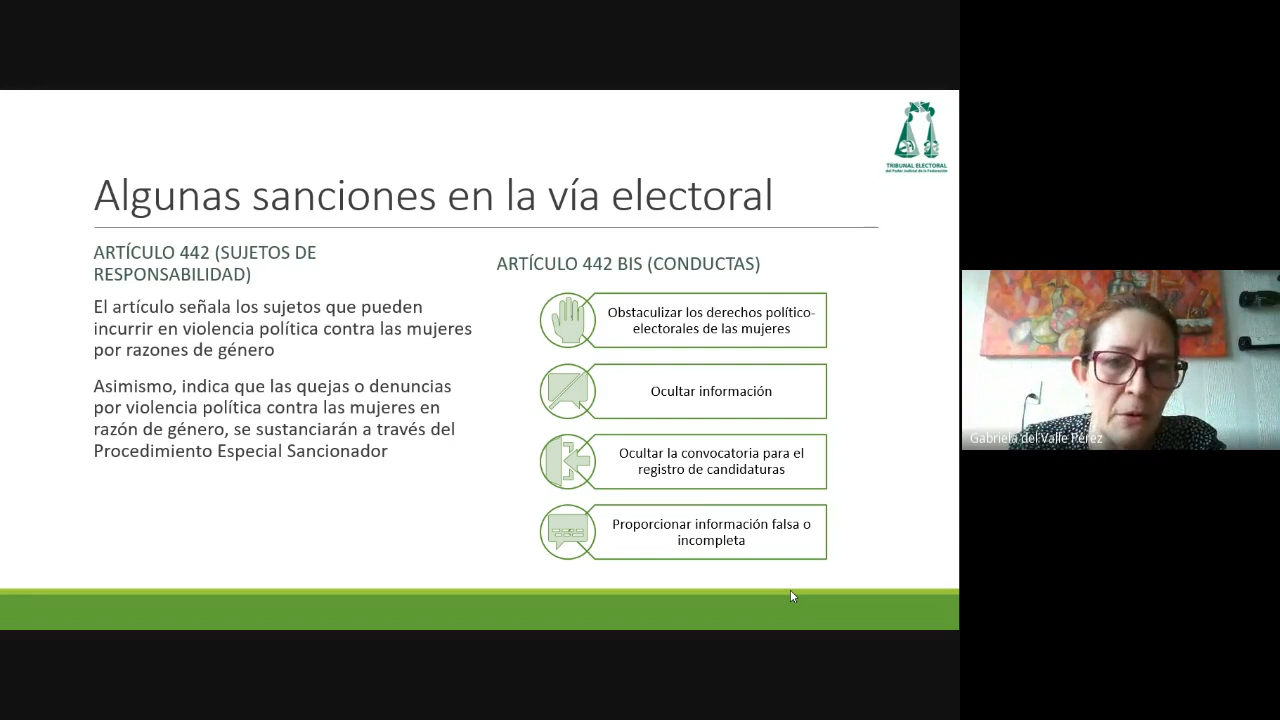 TRIBUNAL ELECTORAL
del Poder Judicial de la Federación
Algunas sanciones en la vía electoral
ARTÍCULO 442 (SUJETOS DE
RESPONSABILIDAD)
El artículo señala los sujetos que pueden
incurrir en violencia política contra las mujeres
por razones de género
Asimismo, indica que las quejas o denuncias
por violencia política contra las mujeres en
razón de género, se sustanciarán a través del
Procedimiento Especial Sancionador
ARTÍCULO 442 BIS (CONDUCTAS)
Obstaculizar los derechos político-
electorales de las mujeres
Ocultar información
Ocultar la convocatoria para el
registro de candidaturas
Proporcionar información falsa o
incompleta
Gabriela del Valle Pérez